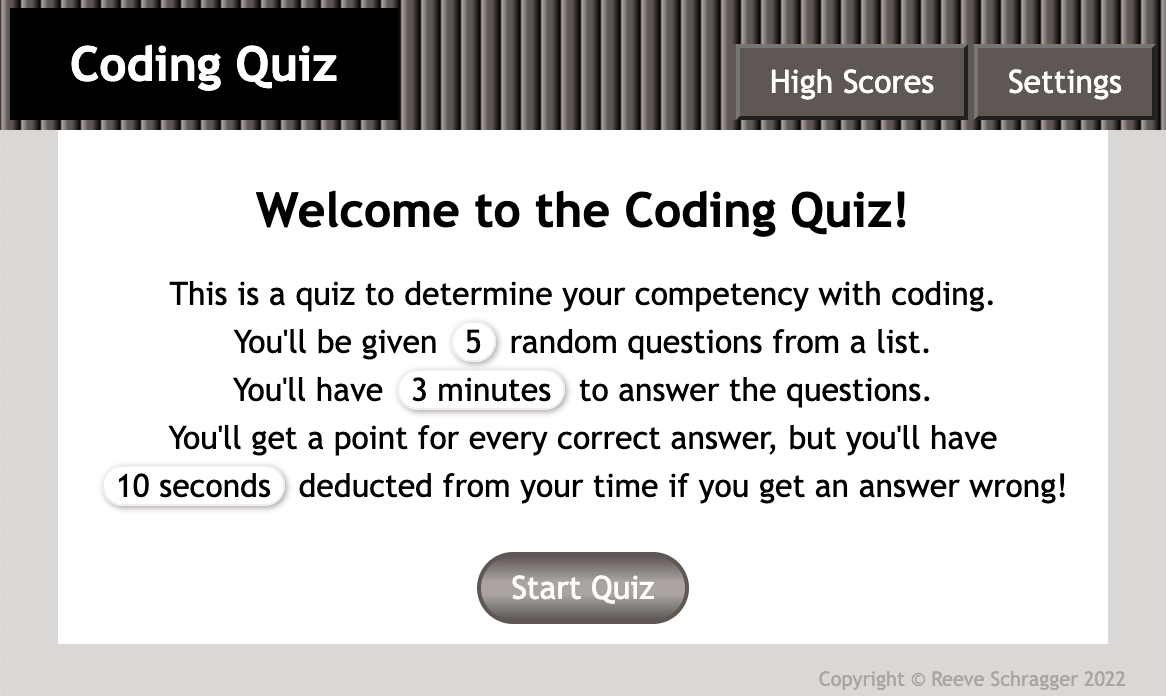 Coding Quiz
High Scores
Settings
Welcome to the Coding Quiz!
This is a quiz to determine your competency with coding.
You'll be given 5 random questions from a list.
You'll have 3 minutes to answer the questions.
You'll get a point for every correct answer, but you'll have
10 seconds deducted from your time if you get an answer wrong!
Start Quiz
Copyright © Reeve Schragger 2022